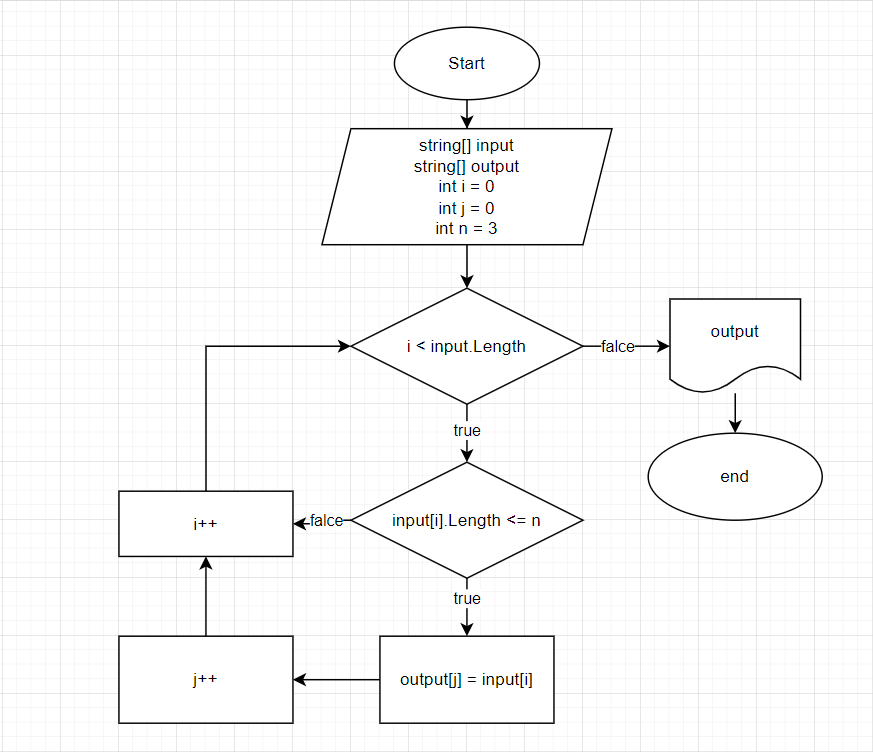 Start
string[] input
string[] output
int i = 0
int j = 0
int n = 3
i < input.Length
falce
output
true
end
input[i].Length <= n
falce
i++
true
output[j] = input[i]
j++